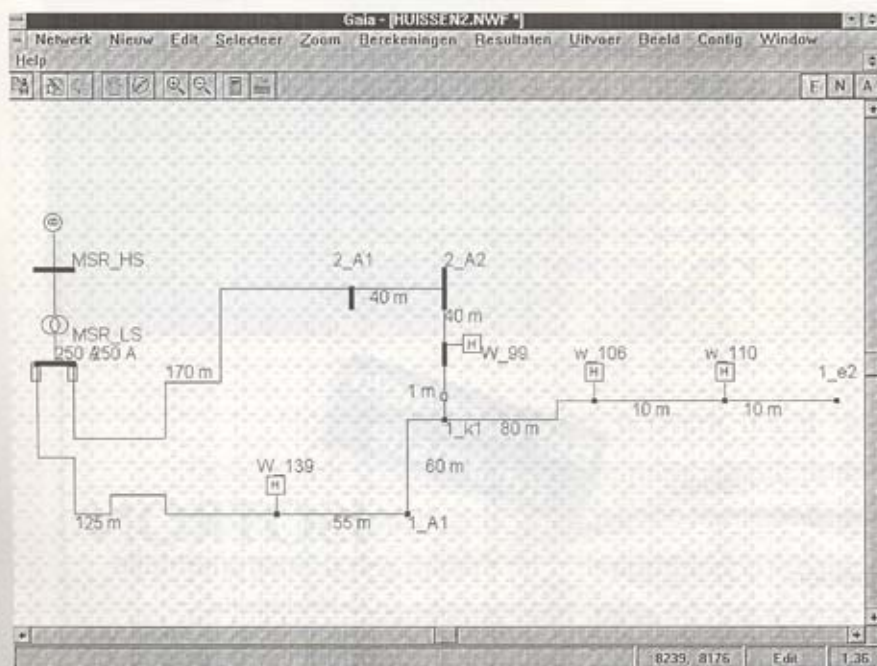 Gaia - [HUISSEN2.NWF *]
Netwerk Nieuw Edit Selecteer Zoom Berekeningen Resultaten Uitvoer Beeld Config Window
Help
F N A
MSR_HS
2_A1 2_A2
40 m
40 m
MSR_LS
250 A 250 A
H W_99
w_106 w_110
H H
1_e2
170 m
1 m
10 m 10 m
1_k1 80 m
W_139
H
60 m
125 m 55 m 1_A1
8239, 8176 Edit 1.36